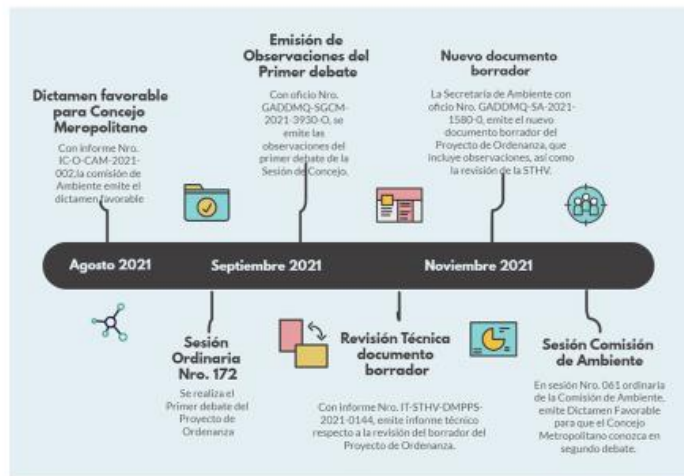 Dictamen favorable
para Concejo
Meropolitano
Con informe Nro.
IC-O-CAM-2021-
002,la comisión de
Ambiente emite el
dictamen favorable
Emisión de
Observaciones del
Primer debate
Con oficio Nro.
GADDMQ-SGCM-
2021-3930-O, se
emite las
observaciones del
primer debate de la
Sesión de Concejo.
Nuevo documento
borrador
La Secretaría de Ambiente con
oficio Nro. GADDMQ-SA-2021-
1580-0, emite el nuevo
documento borrador del
Proyecto de Ordenanza, que
incluye observaciones, así como
la revisión de la STHV.
Agosto 2021
Septiembre 2021
Noviembre 2021
Sesión
Ordinaria
Nro. 172
Se realiza el
Primer debate del
Proyecto de
Ordenanza
Revisión Técnica
documento
borrador
Con informe Nro. IT-STHV-DMPPS-
2021-0144, emite informe técnico
respecto a la revisión del borrador del
Proyecto de Ordenanza.
Sesión Comisión
de Ambiente
En sesión Nro. 061 ordinaria
de la Comisión de Ambiente,
emite Dictamen Favorable
para que el Concejo
Metropolitano conozca en
segundo debate.